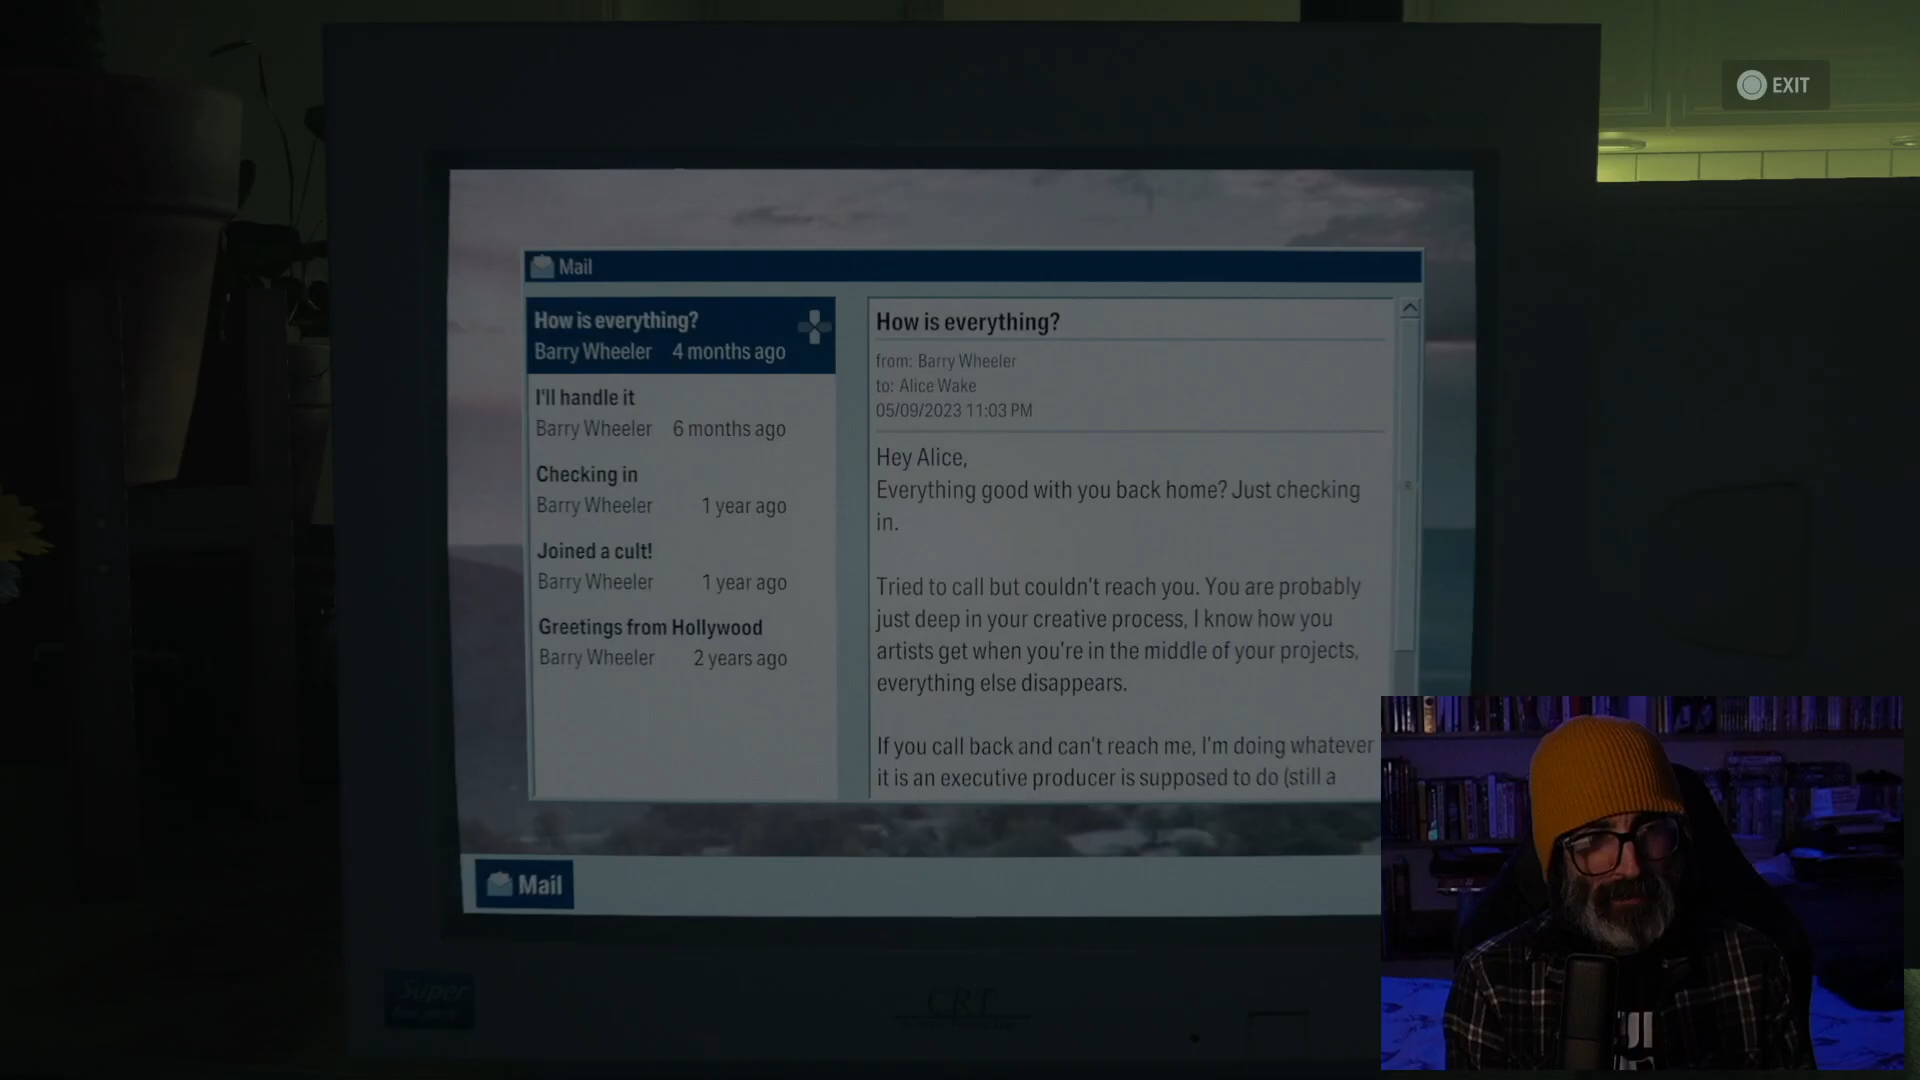 EXIT
Mail
How is everything?
Barry Wheeler 4 months ago
I'll handle it
Barry Wheeler 6 months ago
Checking in
Barry Wheeler 1 year ago
Joined a cult!
Barry Wheeler 1 year ago
Greetings from Hollywood
Barry Wheeler 2 years ago
How is everything?
from: Barry Wheeler
to: Alice Wake
05/09/2023 11:03 PM
Hey Alice,
Everything good with you back home? Just checking
in.
Tried to call but couldn't reach you. You are probably
just deep in your creative process, I know how you
artists get when you're in the middle of your projects,
everything else disappears.
If you call back and can't reach me, I'm doing whatever
it is an executive producer is supposed to do (still a
Mail
Super
CRT